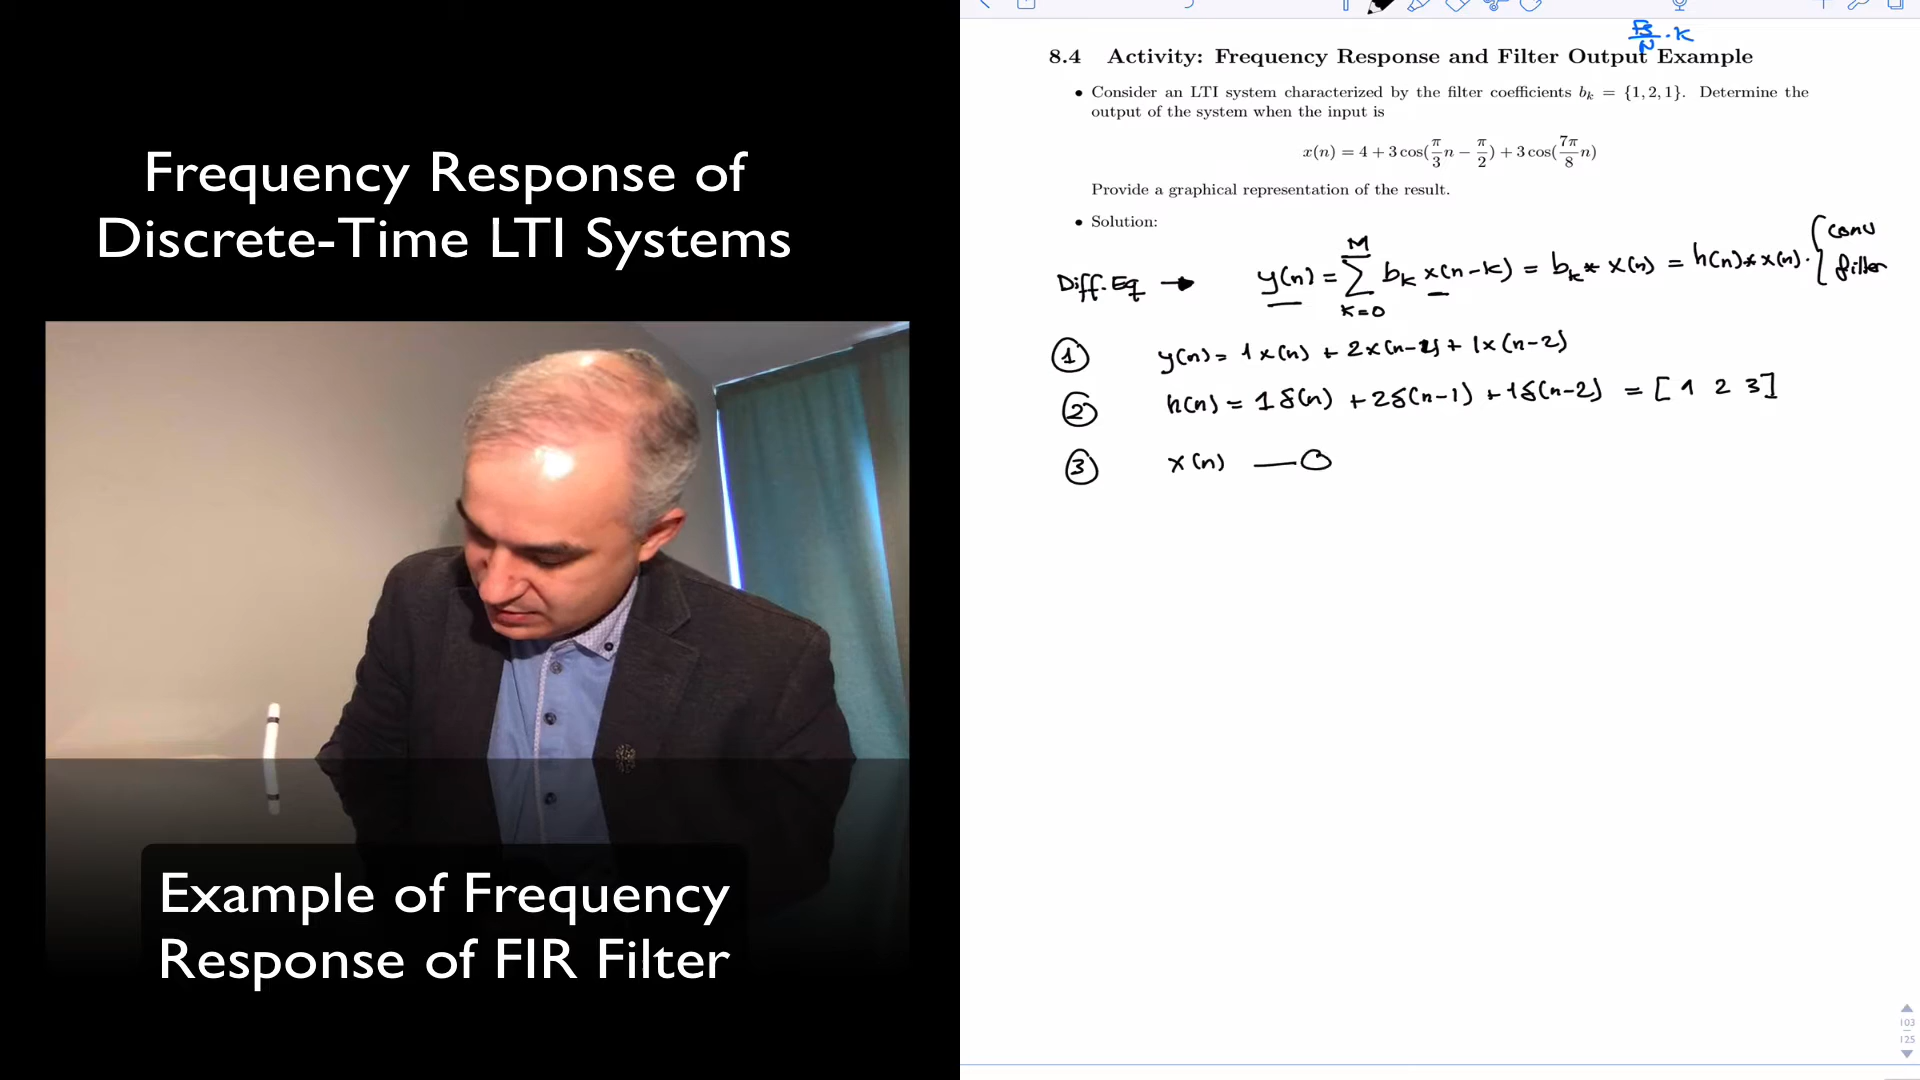 Frequency Response of
Discrete-Time LTI Systems
Example of Frequency
Response of FIR Filter
Fs/N · k
8.4 Activity: Frequency Response and Filter Output Example
• Consider an LTI system characterized by the filter coefficients b_k = {1, 2, 1}. Determine the
output of the system when the input is
x(n) = 4 + 3 cos(π/3 n − π/2) + 3 cos(7π/8 n)
Provide a graphical representation of the result.
• Solution:
Diff. Eq → y(n) = Σ_{k=0}^{M} b_k x(n-k) = b_k * x(n) = h(n) * x(n) · { conv filter
① y(n) = 1x(n) + 2x(n-1) + 1x(n-2)
② h(n) = 1δ(n) + 2δ(n-1) + 1δ(n-2) = [1 2 3]
③ x(n) —○
103
125